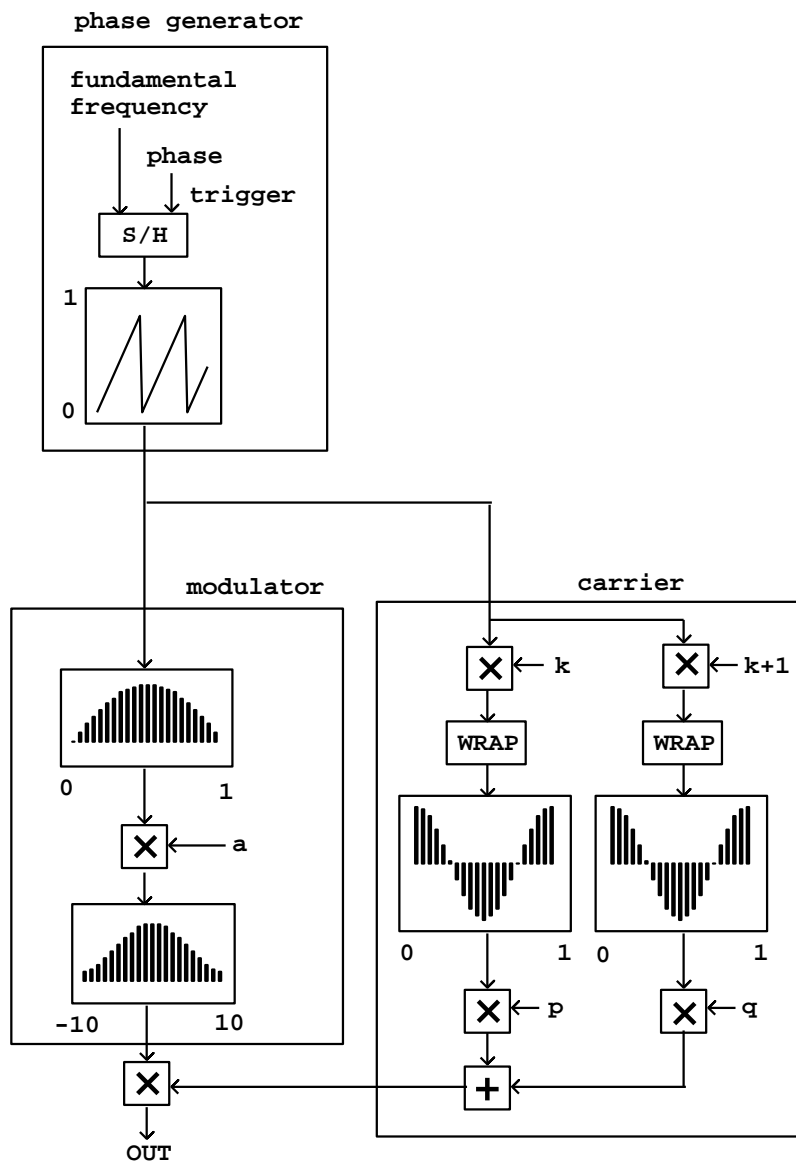 phase generator
fundamental
frequency
phase
trigger
S/H
1
0
modulator
carrier
k
k+1
WRAP
WRAP
0
1
a
0
1
0
1
-10
10
p
q
+
OUT